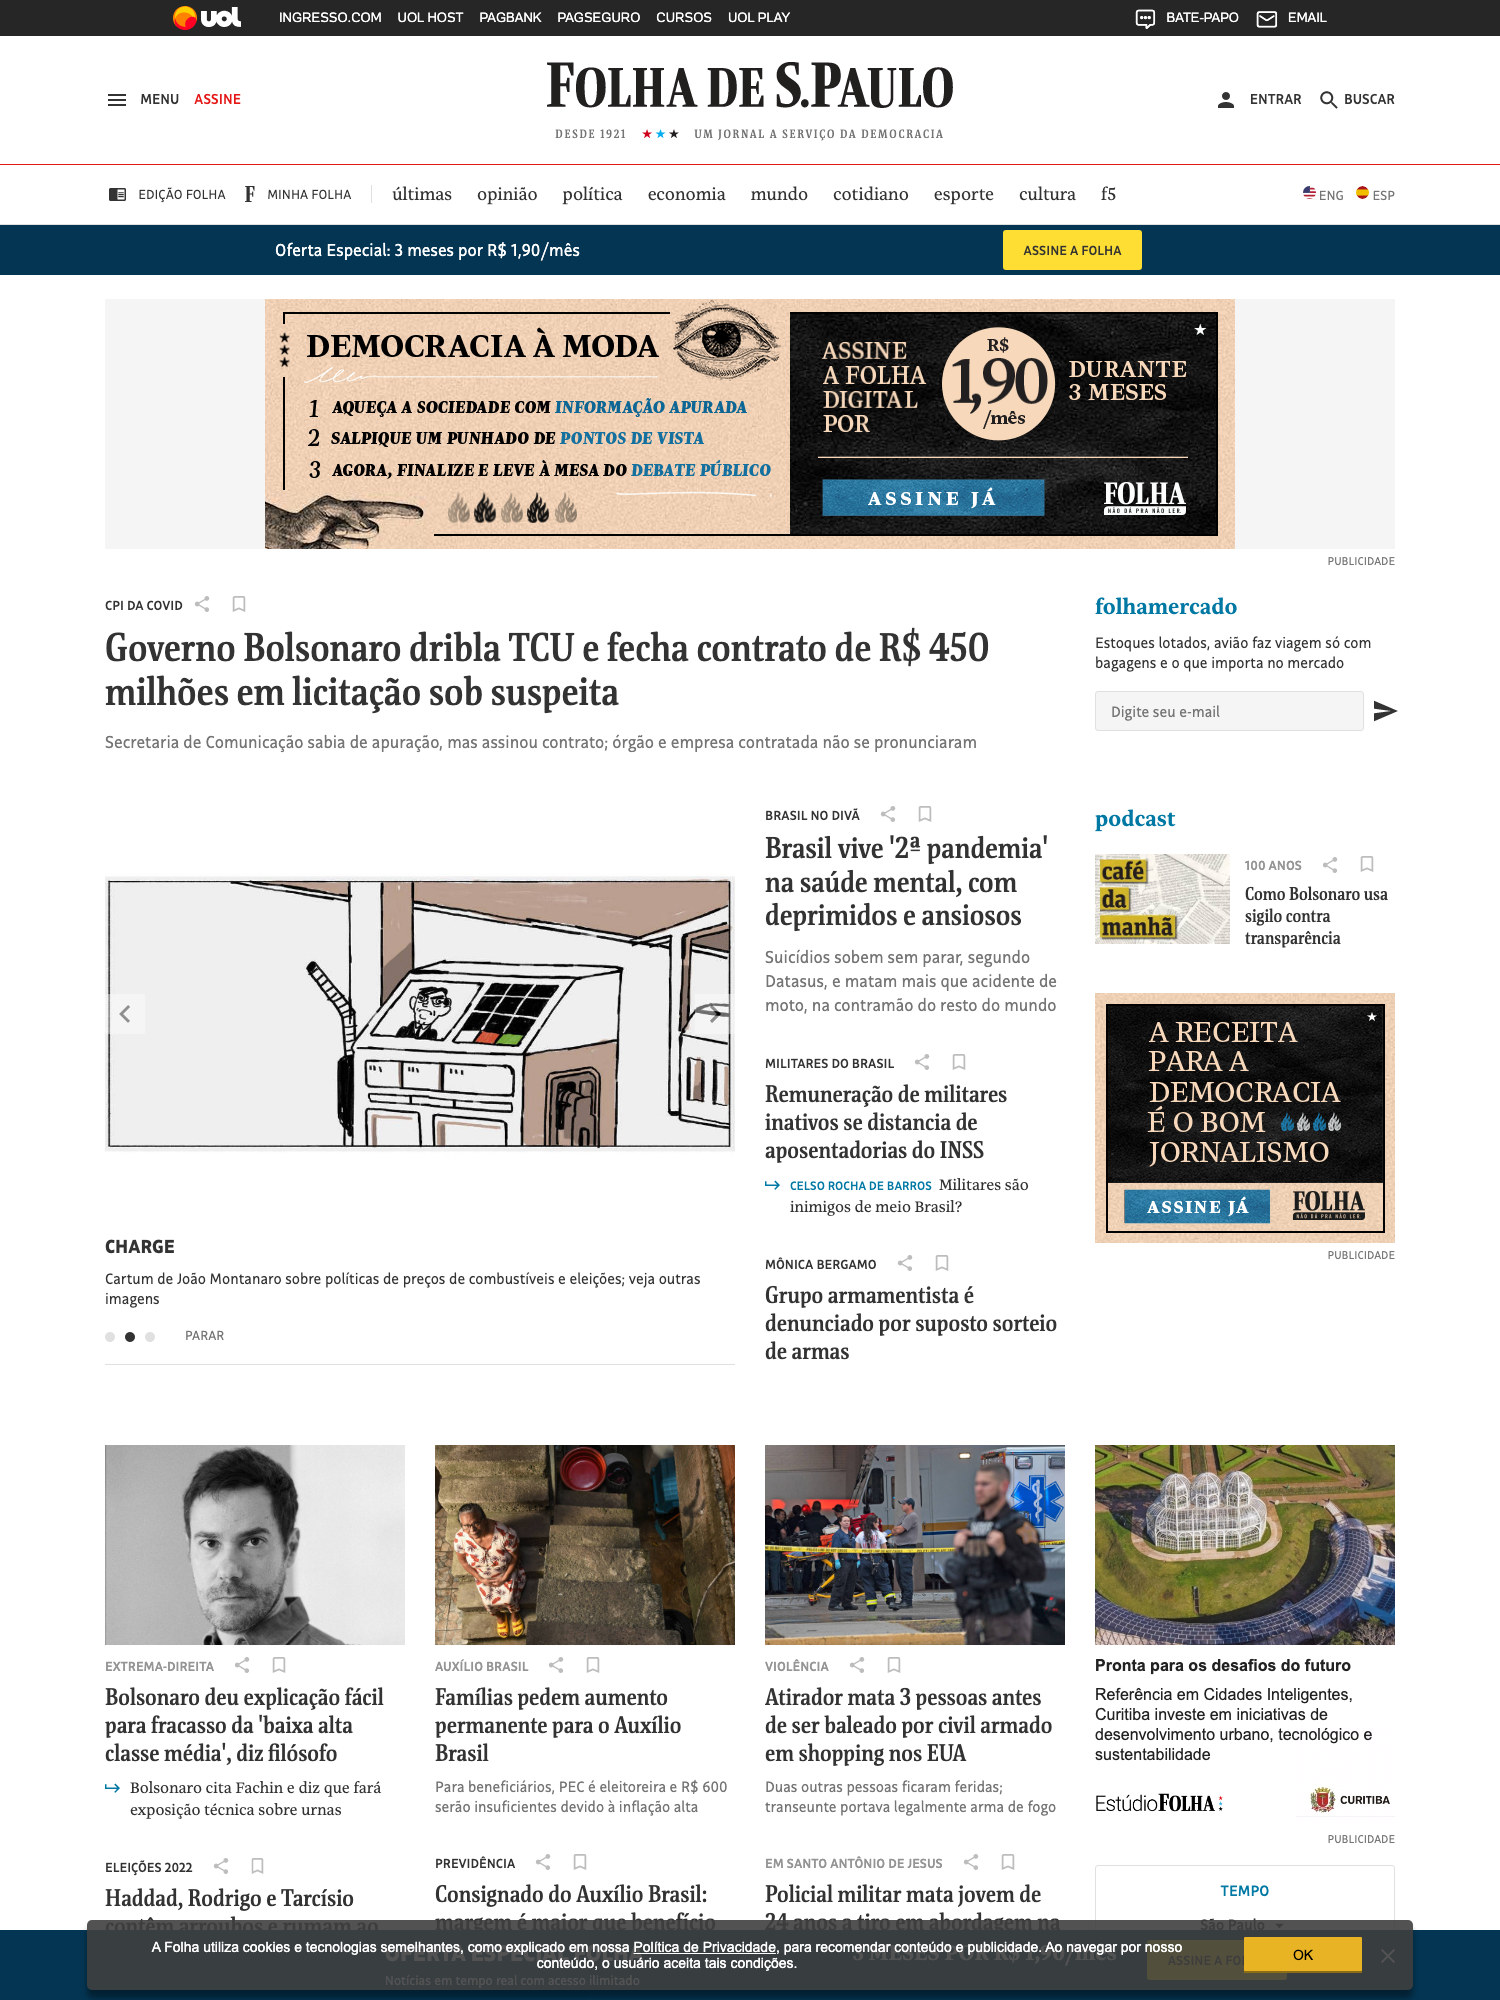 uol INGRESSO.COM UOL HOST PAGBANK PAGSEGURO CURSOS UOL PLAY BATE-PAPO EMAIL
MENU ASSINE
FOLHA DE S.PAULO
DESDE 1921 ★★★ UM JORNAL A SERVIÇO DA DEMOCRACIA
ENTRAR BUSCAR
EDIÇÃO FOLHA F MINHA FOLHA últimas opinião política economia mundo cotidiano esporte cultura f5 ENG ESP
Oferta Especial: 3 meses por R$ 1,90/mês ASSINE A FOLHA
DEMOCRACIA À MODA
1 AQUEÇA A SOCIEDADE COM INFORMAÇÃO APURADA
2 SALPIQUE UM PUNHADO DE PONTOS DE VISTA
3 AGORA, FINALIZE E LEVE À MESA DO DEBATE PÚBLICO
ASSINE
A FOLHA
DIGITAL
POR
R$
1,90
/mês
DURANTE
3 MESES
ASSINE JÁ
FOLHA
NÃO DÁ PRA NÃO LER.
PUBLICIDADE
CPI DA COVID
Governo Bolsonaro dribla TCU e fecha contrato de R$ 450
milhões em licitação sob suspeita
Secretaria de Comunicação sabia de apuração, mas assinou contrato; órgão e empresa contratada não se pronunciaram
folhamercado
Estoques lotados, avião faz viagem só com
bagagens e o que importa no mercado
Digite seu e-mail
CHARGE
Cartum de João Montanaro sobre políticas de preços de combustíveis e eleições; veja outras
imagens
PARAR
BRASIL NO DIVÃ
Brasil vive '2ª pandemia'
na saúde mental, com
deprimidos e ansiosos
Suicídios sobem sem parar, segundo
Datasus, e matam mais que acidente de
moto, na contramão do resto do mundo
MILITARES DO BRASIL
Remuneração de militares
inativos se distancia de
aposentadorias do INSS
CELSO ROCHA DE BARROS Militares são
inimigos de meio Brasil?
MÔNICA BERGAMO
Grupo armamentista é
denunciado por suposto sorteio
de armas
podcast
café
da
manhã
100 ANOS
Como Bolsonaro usa
sigilo contra
transparência
A RECEITA
PARA A
DEMOCRACIA
É O BOM
JORNALISMO
ASSINE JÁ
FOLHA
NÃO DÁ PRA NÃO LER.
PUBLICIDADE
EXTREMA-DIREITA
Bolsonaro deu explicação fácil
para fracasso da 'baixa alta
classe média', diz filósofo
Bolsonaro cita Fachin e diz que fará
exposição técnica sobre urnas
ELEIÇÕES 2022
Haddad, Rodrigo e Tarcísio
contêm arroubos e rumam ao
AUXÍLIO BRASIL
Famílias pedem aumento
permanente para o Auxílio
Brasil
Para beneficiários, PEC é eleitoreira e R$ 600
serão insuficientes devido à inflação alta
PREVIDÊNCIA
Consignado do Auxílio Brasil:
margem é maior que benefício
VIOLÊNCIA
Atirador mata 3 pessoas antes
de ser baleado por civil armado
em shopping nos EUA
Duas outras pessoas ficaram feridas;
transeunte portava legalmente arma de fogo
EM SANTO ANTÔNIO DE JESUS
Policial militar mata jovem de
24 anos a tiro em abordagem na
Pronta para os desafios do futuro
Referência em Cidades Inteligentes,
Curitiba investe em iniciativas de
desenvolvimento urbano, tecnológico e
sustentabilidade
EstúdioFOLHA
CURITIBA
PUBLICIDADE
TEMPO
São Paulo
A Folha utiliza cookies e tecnologias semelhantes, como explicado em nossa Política de Privacidade, para recomendar conteúdo e publicidade. Ao navegar por nosso
conteúdo, o usuário aceita tais condições.
OK
Notícias em tempo real com acesso ilimitado
ASSINE A FO